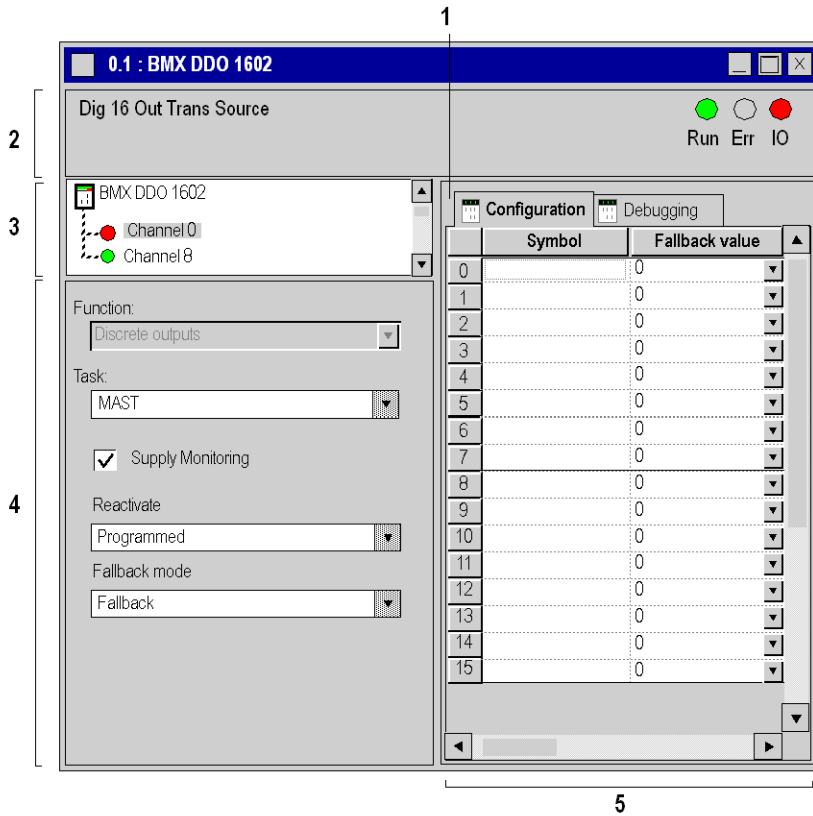 1
0.1 : BMX DDO 1602
2
Dig 16 Out Trans Source
Run Err IO
3
BMX DDO 1602
Channel 0
Channel 8
Configuration Debugging
Symbol Fallback value
0 0
1 0
2 0
3 0
4 0
5 0
6 0
7 0
8 0
9 0
10 0
11 0
12 0
13 0
14 0
15 0
4
Function:
Discrete outputs
Task:
MAST
Supply Monitoring
Reactivate
Programmed
Fallback mode
Fallback
5